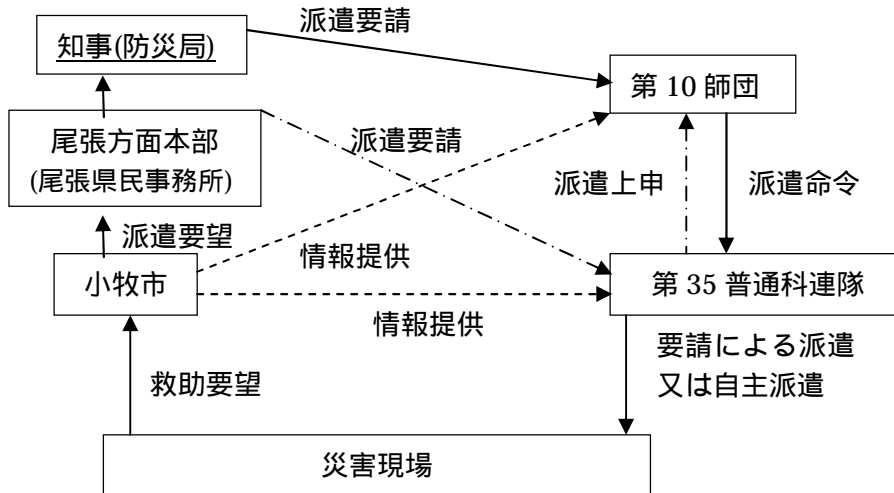 派遣要請
知事(防災局)
第10師団
尾張方面本部
(尾張県民事務所)
派遣要請
派遣上申
派遣命令
派遣要望
情報提供
小牧市
第35普通科連隊
情報提供
要請による派遣
又は自主派遣
救助要望
災害現場